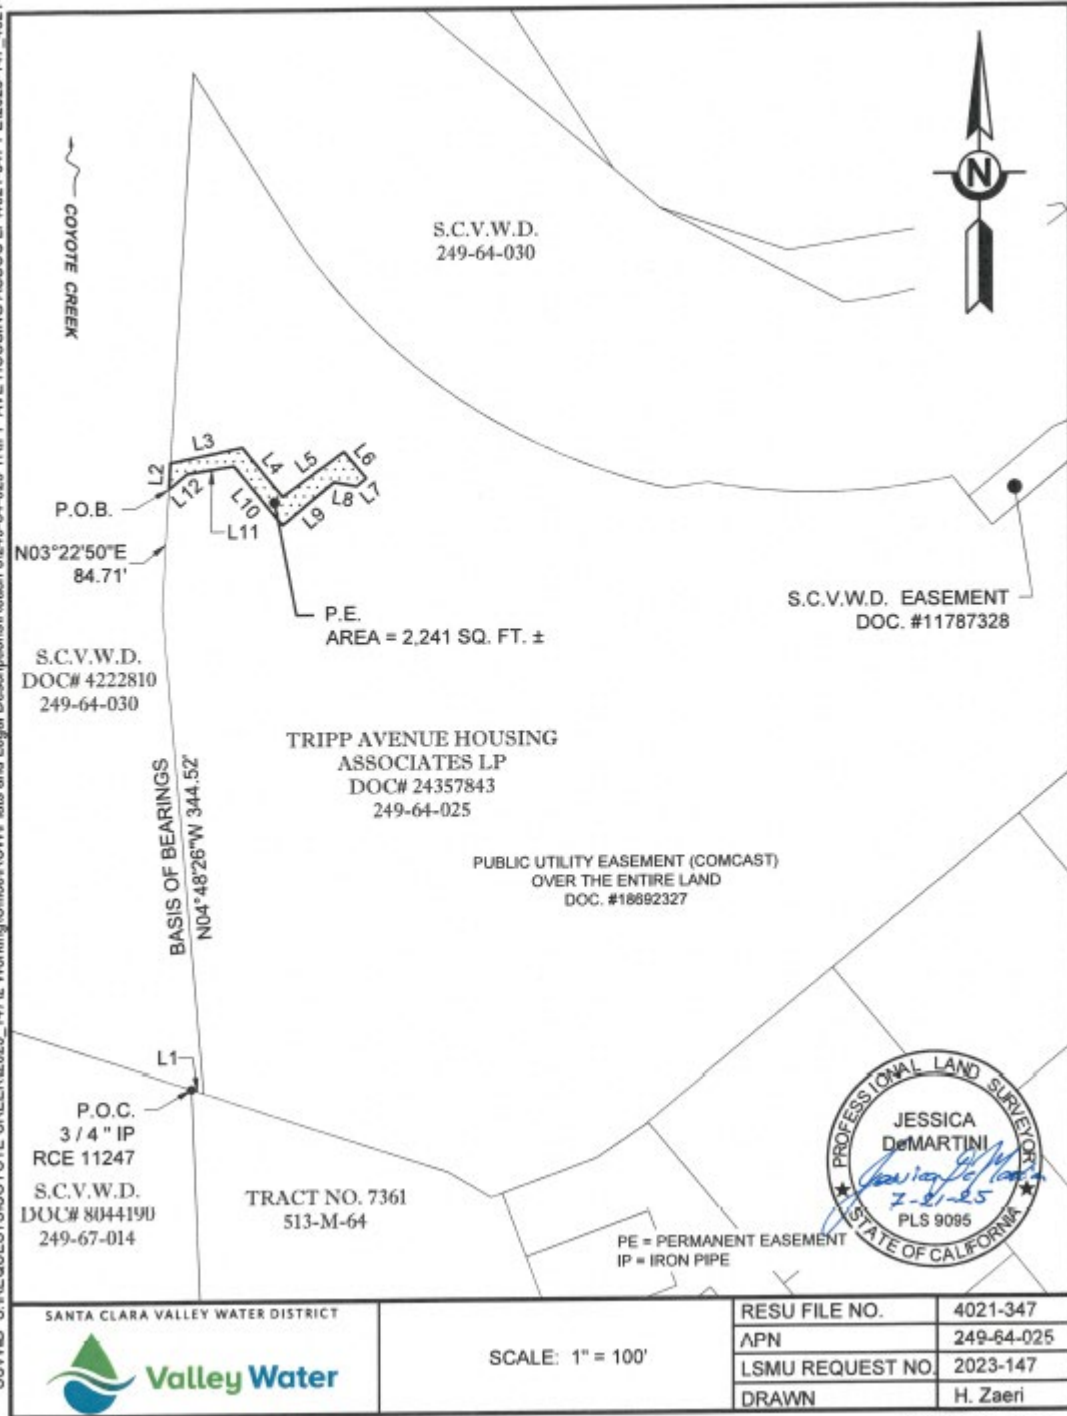 COYOTE CREEK
S.C.V.W.D.
249-64-030
N
L2
L3
L4
L5
L6
L7
L8
L9
L10
L11
L12
P.O.B.
N03°22'50"E
84.71'
P.E.
AREA = 2,241 SQ. FT. ±
S.C.V.W.D. EASEMENT
DOC. #11787328
S.C.V.W.D.
DOC# 4222810
249-64-030
TRIPP AVENUE HOUSING
ASSOCIATES LP
DOC# 24357843
249-64-025
BASIS OF BEARINGS
N04°48'26"W 344.52'
PUBLIC UTILITY EASEMENT (COMCAST)
OVER THE ENTIRE LAND
DOC. #18692327
L1
P.O.C.
3 / 4 " IP
RCE 11247
S.C.V.W.D.
DOC# 8044190
249-67-014
TRACT NO. 7361
513-M-64
PE = PERMANENT EASEMENT
IP = IRON PIPE
PROFESSIONAL LAND SURVEYOR
JESSICA
DeMARTINI
7-21-25
PLS 9095
STATE OF CALIFORNIA
SANTA CLARA VALLEY WATER DISTRICT
Valley Water
SCALE: 1" = 100'
RESU FILE NO. 4021-347
APN 249-64-025
LSMU REQUEST NO. 2023-147
DRAWN H. Zaeri